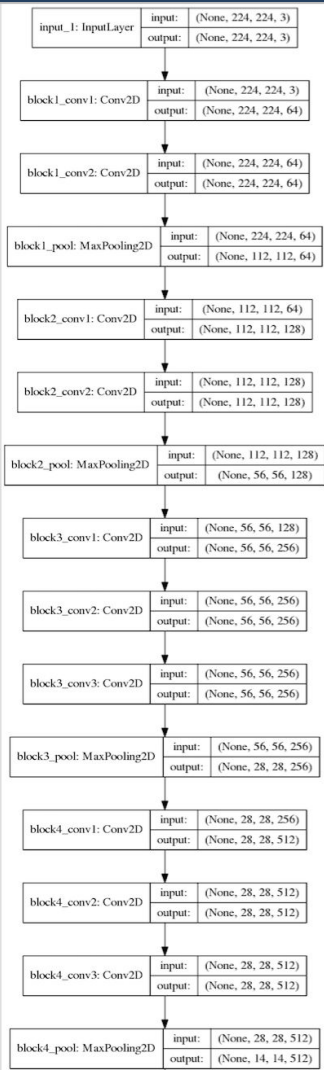 input_1: InputLayer input: (None, 224, 224, 3)
output: (None, 224, 224, 3)
block1_conv1: Conv2D input: (None, 224, 224, 3)
output: (None, 224, 224, 64)
block1_conv2: Conv2D input: (None, 224, 224, 64)
output: (None, 224, 224, 64)
block1_pool: MaxPooling2D input: (None, 224, 224, 64)
output: (None, 112, 112, 64)
block2_conv1: Conv2D input: (None, 112, 112, 64)
output: (None, 112, 112, 128)
block2_conv2: Conv2D input: (None, 112, 112, 128)
output: (None, 112, 112, 128)
block2_pool: MaxPooling2D input: (None, 112, 112, 128)
output: (None, 56, 56, 128)
block3_conv1: Conv2D input: (None, 56, 56, 128)
output: (None, 56, 56, 256)
block3_conv2: Conv2D input: (None, 56, 56, 256)
output: (None, 56, 56, 256)
block3_conv3: Conv2D input: (None, 56, 56, 256)
output: (None, 56, 56, 256)
block3_pool: MaxPooling2D input: (None, 56, 56, 256)
output: (None, 28, 28, 256)
block4_conv1: Conv2D input: (None, 28, 28, 256)
output: (None, 28, 28, 512)
block4_conv2: Conv2D input: (None, 28, 28, 512)
output: (None, 28, 28, 512)
block4_conv3: Conv2D input: (None, 28, 28, 512)
output: (None, 28, 28, 512)
block4_pool: MaxPooling2D input: (None, 28, 28, 512)
output: (None, 14, 14, 512)